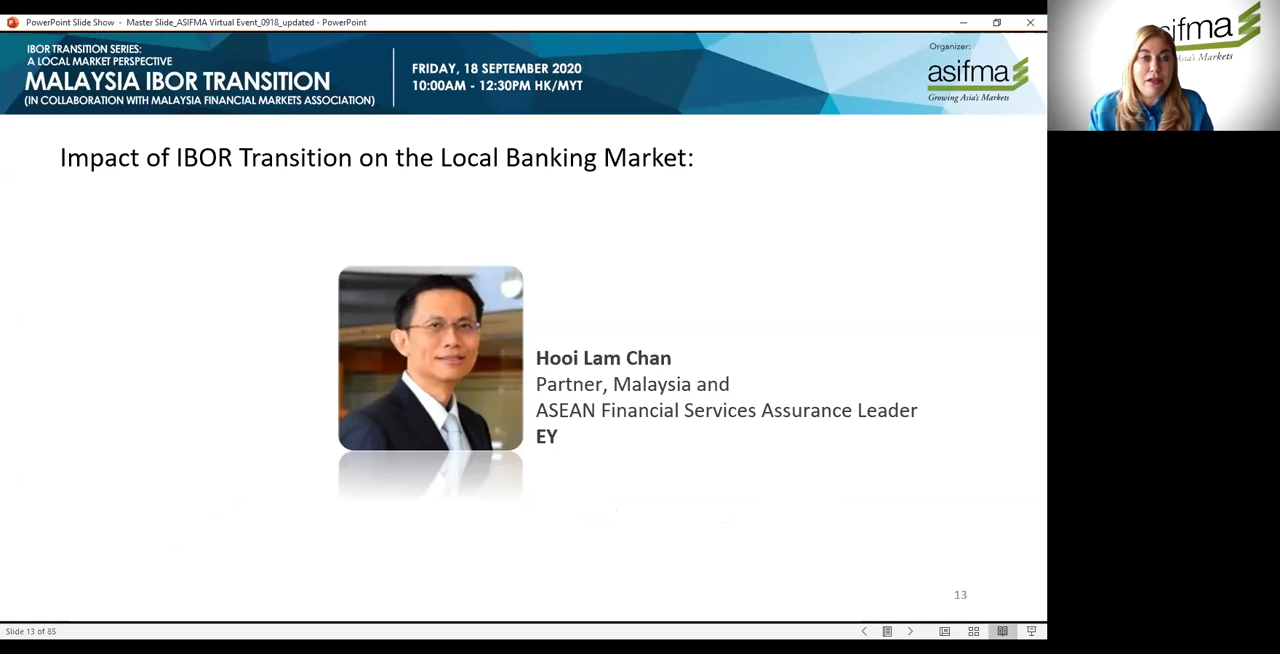 PowerPoint Slide Show - Master Slide_ASIFMA Virtual Event_0918_updated - PowerPoint
IBOR TRANSITION SERIES:
A LOCAL MARKET PERSPECTIVE
MALAYSIA IBOR TRANSITION
(IN COLLABORATION WITH MALAYSIA FINANCIAL MARKETS ASSOCIATION)
FRIDAY, 18 SEPTEMBER 2020
10:00AM - 12:30PM HK/MYT
Organizer:
asifma
Growing Asia's Markets
asifma
Asia's Markets
Impact of IBOR Transition on the Local Banking Market:
Hooi Lam Chan
Partner, Malaysia and
ASEAN Financial Services Assurance Leader
EY
13
Slide 13 of 85